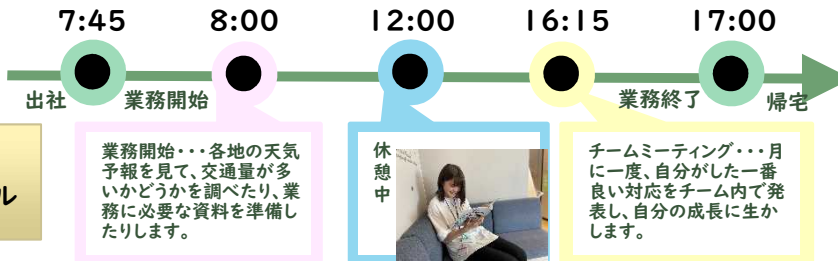 7:45
8:00
12:00
16:15
17:00
出社
業務開始
業務終了
帰宅
ル
業務開始・・・各地の天気
予報を見て、交通量が多
いかどうかを調べたり、業
務に必要な資料を準備し
たりします。
休
憩
中
チームミーティング・・・月
に一度、自分がした一番
良い対応をチーム内で発
表し、自分の成長に生か
します。